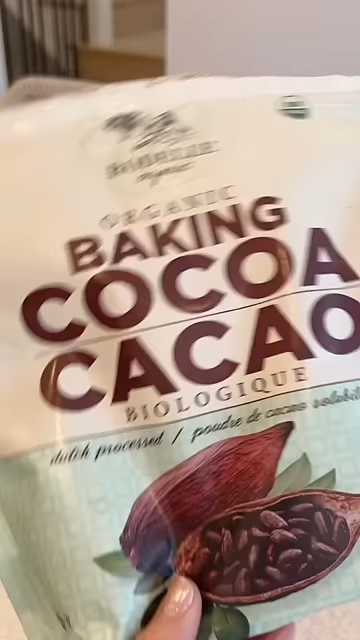 ORGANIC
BAKING
COCOA
CACAO
BIOLOGIQUE
dutch processed / poudre de cacao